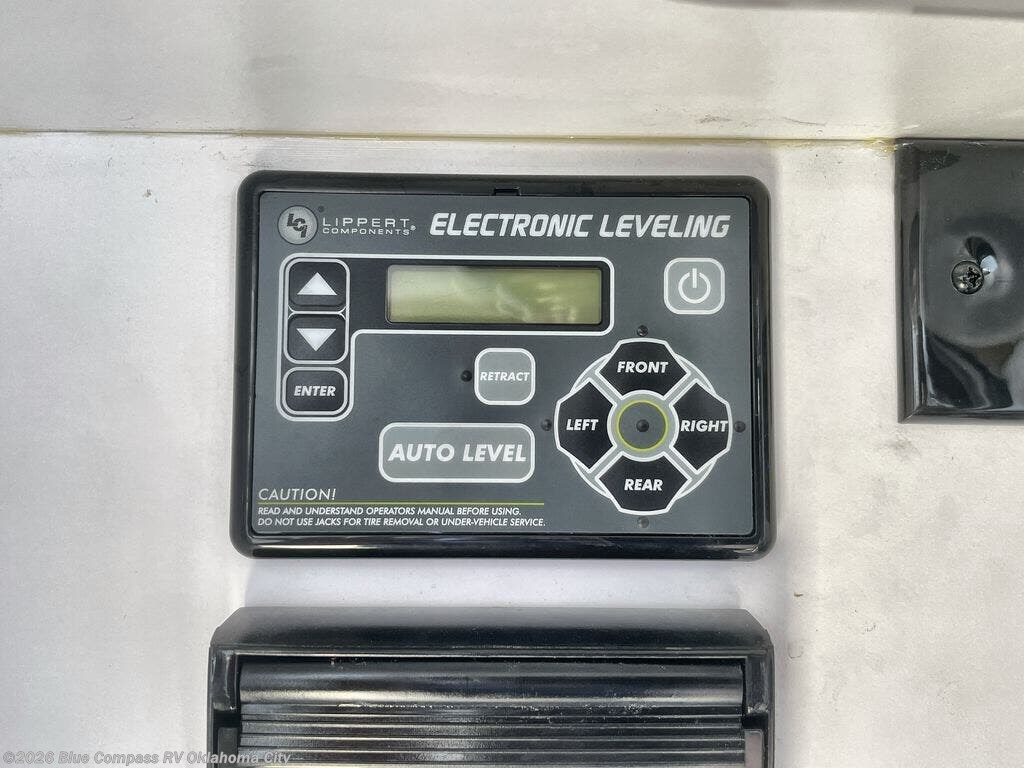 LCI® LIPPERT COMPONENTS® ELECTRONIC LEVELING
ENTER
RETRACT
AUTO LEVEL
FRONT
LEFT
RIGHT
REAR
CAUTION!
READ AND UNDERSTAND OPERATORS MANUAL BEFORE USING.
DO NOT USE JACKS FOR TIRE REMOVAL OR UNDER-VEHICLE SERVICE.
©2026 Blue Compass RV Oklahoma City